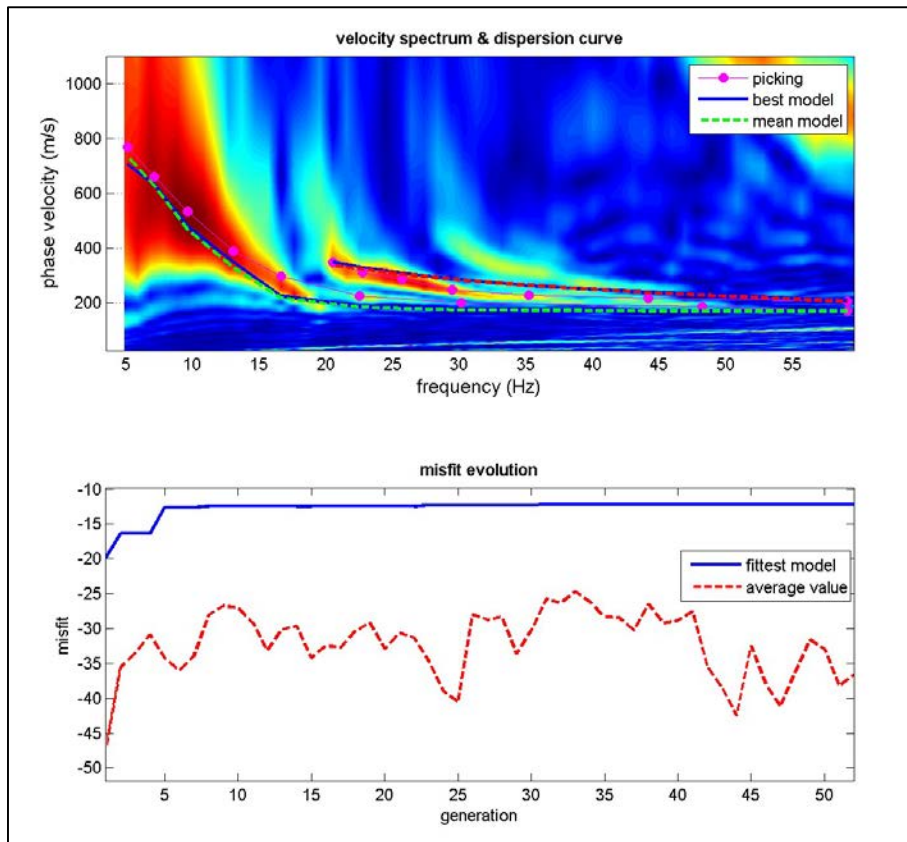 velocity spectrum & dispersion curve
phase velocity (m/s)
1000
800
600
400
200
picking
best model
mean model
5 10 15 20 25 30 35 40 45 50 55
frequency (Hz)
misfit evolution
misfit
-10
-15
-20
-25
-30
-35
-40
-45
-50
fittest model
average value
5 10 15 20 25 30 35 40 45 50
generation